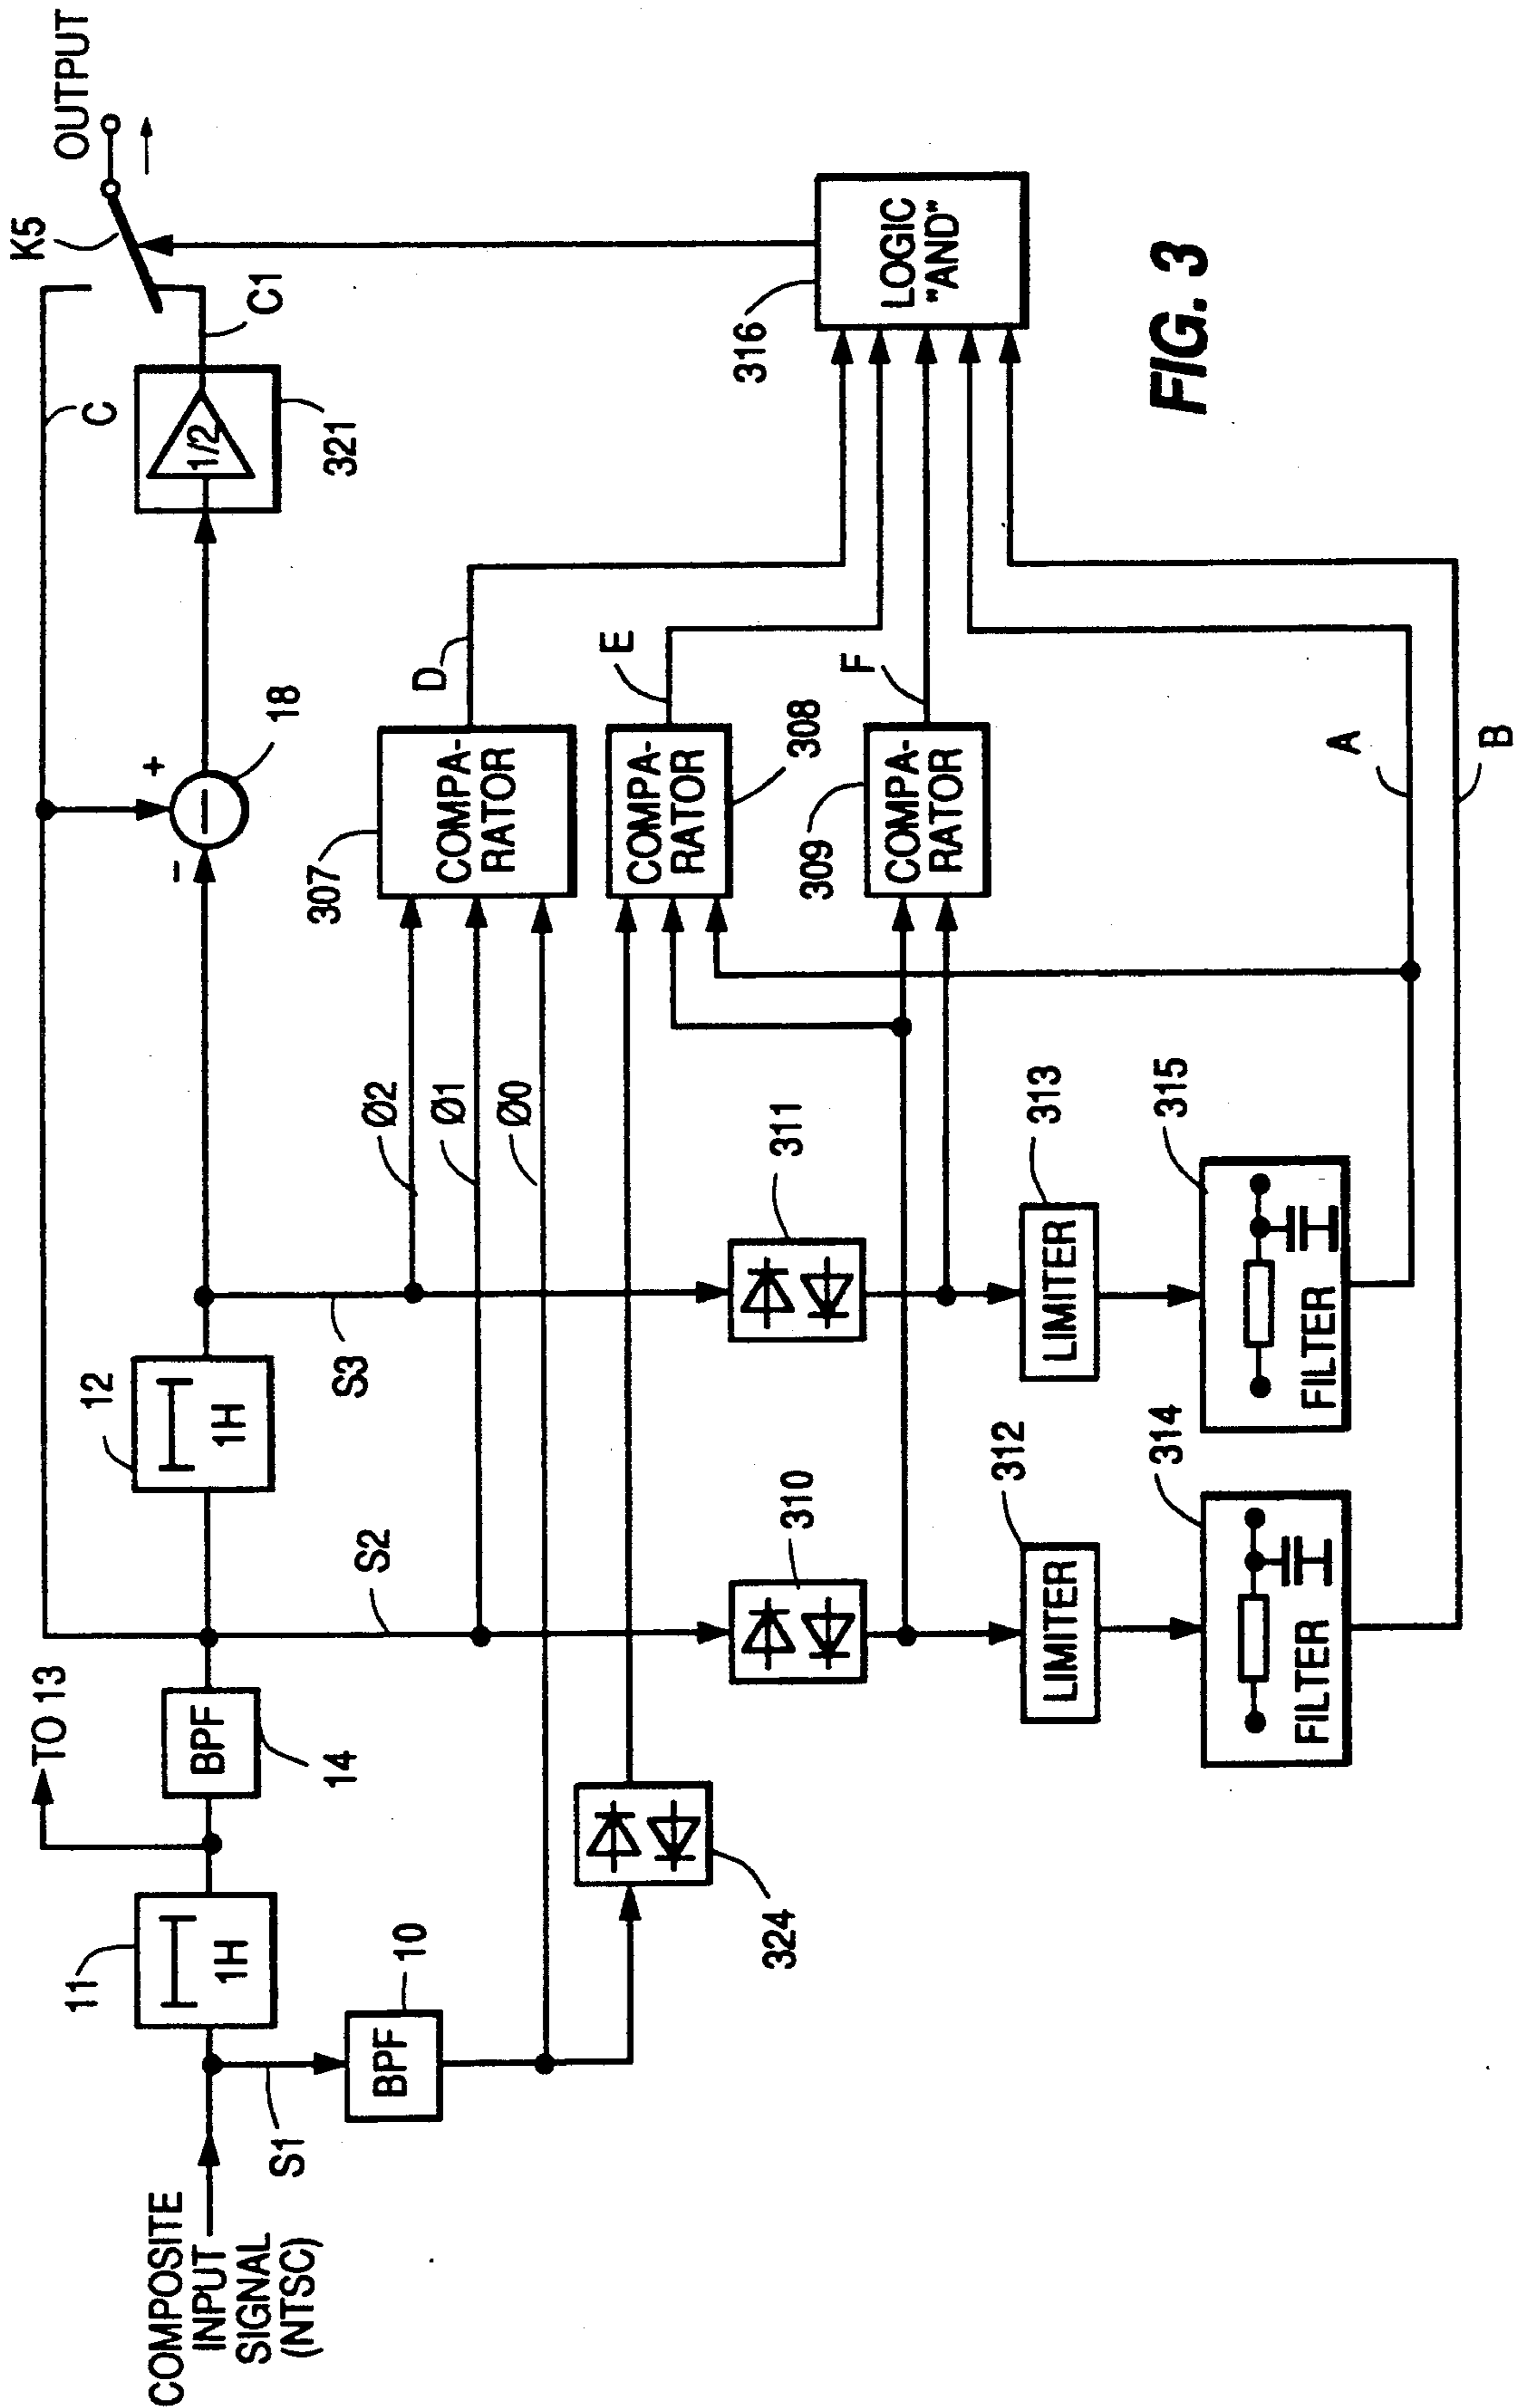 COMPOSITE
INPUT
SIGNAL
(NTSC)
S1
11
1H
TO 13
BPF
14
10
BPF
12
1H
S2
S3
C
K5
OUTPUT
+
−
18
1/2
321
C1
Ø2
Ø1
Ø0
307
COMPA-
RATOR
D
COMPA-
RATOR
308
E
309
COMPA-
RATOR
F
324
310
311
312
LIMITER
313
LIMITER
314
FILTER
315
FILTER
A
B
316
LOGIC
"AND"
FIG. 3